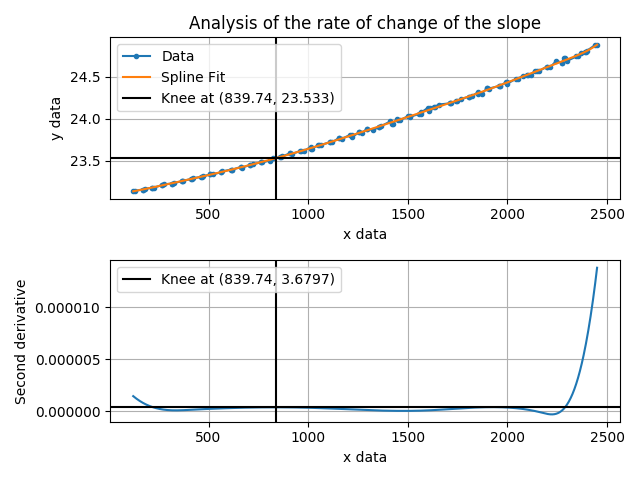 Analysis of the rate of change of the slope
Data
Spline Fit
Knee at (839.74, 23.533)
24.5
24.0
23.5
y data
500 1000 1500 2000 2500
x data
Knee at (839.74, 3.6797)
0.000010
0.000005
0.000000
Second derivative
500 1000 1500 2000 2500
x data